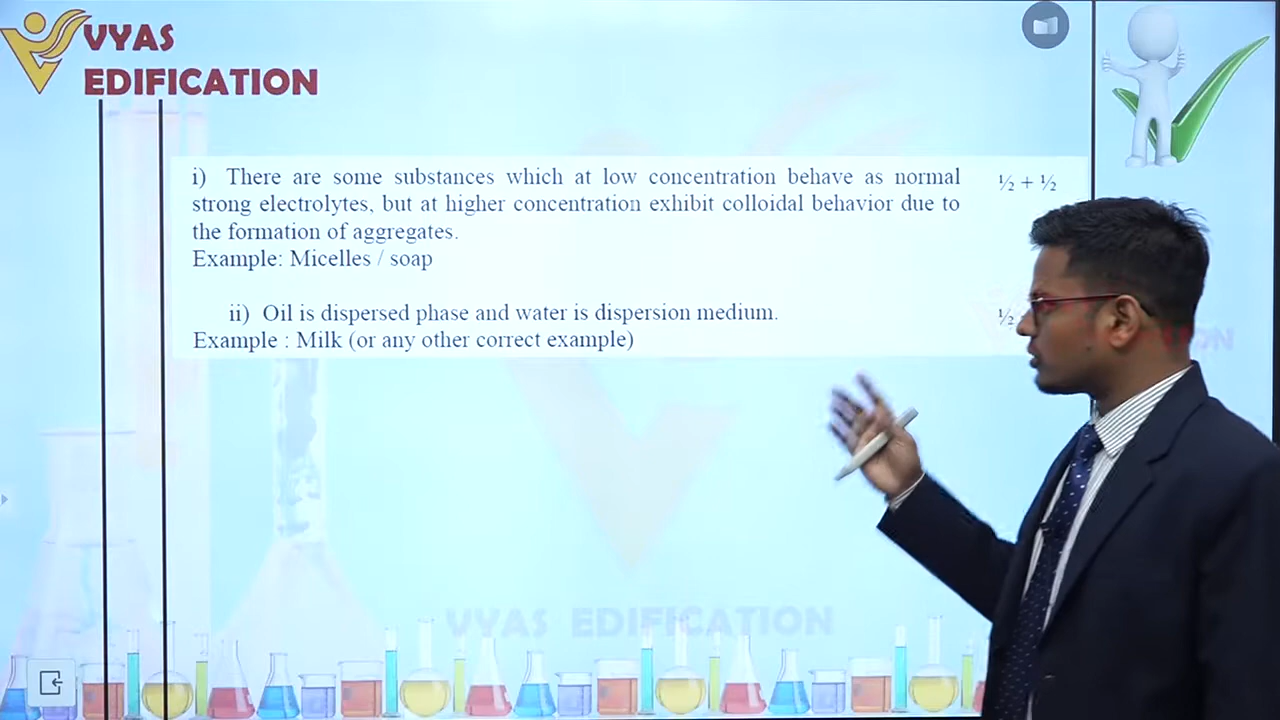 VYAS
EDIFICATION
i) There are some substances which at low concentration behave as normal
½ + ½
strong electrolytes, but at higher concentration exhibit colloidal behavior due to
the formation of aggregates.
Example: Micelles / soap
ii) Oil is dispersed phase and water is dispersion medium.
½
Example : Milk (or any other correct example)
VYAS EDIFICATION